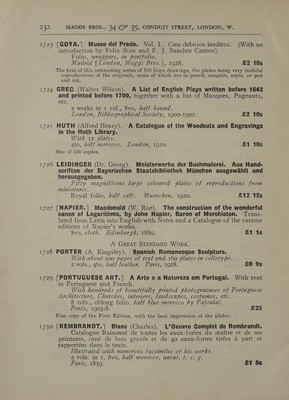 232 MAGGS BROS., 34 & 35, CONDUIT STREET, LONDON, W.
1723 [GOYA.] Museo del Prado. Vol. I. Cien debuios ineditos. (With an
introduction by Felix Boix and F. J. Sanchez Canton).
Folio, wrappers, in portfolio.
Madrid [London, Maggs Bros.], 1928. £2 10s
The first of this interesting series of 100 Goya drawings, the plates being very faithful
reproductions of the originals, some of which are in pencil, sanguin, sepia, or pen
and ink.
1724 GREG (Walter Wilson). A List of English Plays written before 1643
and printed before 1700, together with a list of Masques, Pageants,
etc.
2 works in 1 vol., 8vo, half bound.
London, Bibliographical Society, 1900-1902. £2 10s
1725 HUTH (Alfred Henry). A Catalogue of the Woodcuts and Engravings
in the Huth Library.
With 12 plates.
4to, half morocco. London, 1910. £1 10s
One of 130 copies.
1726 LEIDINGER (Dr. Georg). Meisterwerke der Buchmalerei. Aus Hand-
soriften der Bayerischen Staatsbibliothek München ausgewählt und
herausgegeben.
Fifty magnificent large coloured plates of reproductions from
miniatures.
Royal folio, half calf. Muenchen, 1920. £12 12s
1727 [NAPIER.] Macdonald (W. Rae). The construction of the wonderful
canon of Logarithms, by John Napier, Baron of Merchiston. Trans-
lated from Latin into English with Notes and a Catalogue of the various
editions of Napier's works.
8vo, cloth. Edinburgh, 1889. £1 1s
A GREAT STANDARD WORK.
1728 PORTER (A. Kingsley). Spanish Romanesque Sculpture.
With about 200 pages of text and 160 plates in collotype.
2 vols., 4to, half leather. Paris, 1928. £9 9s
1729 [PORTUGUESE ART.] A Arte e a Natureza em Portugal. With text
in Portuguese and French.
With hundreds of beautifully printed photogravures of Portuguese
Architecture, Churches, interiors, landscapes, costumes, etc.
8 vols., oblong folio, half blue morocco by Pajoulat.
Porto, 1903-8. £25
Fine copy of the First Edition, with the best impression of the plates.
1730 [REMBRANDT.] Blanc (Charles). L'Oeuvre Complet de Rembrandt.
Catalogue Raisonné de toutes les eaux-fortes du maître et de ses
peintures, orné de bois gravés et de 40 eaux-fortes tirées à part et
rapportées dans le texte.
Illustrated with numerous facsimiles of his works.
2 vols. in 1, 8vo, half morocco, uncut, t. e. g.
Paris, 1859. £1 5s